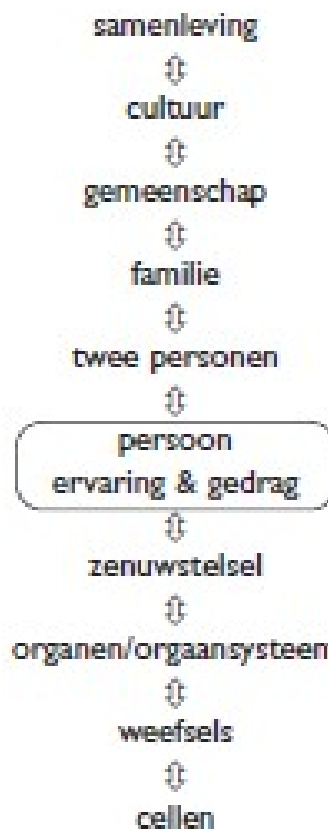 samenleving
⇕
cultuur
⇕
gemeenschap
⇕
familie
⇕
twee personen
⇕
persoon
ervaring & gedrag
⇕
zenuwstelsel
⇕
organen/orgaansysteem
⇕
weefsels
⇕
cellen